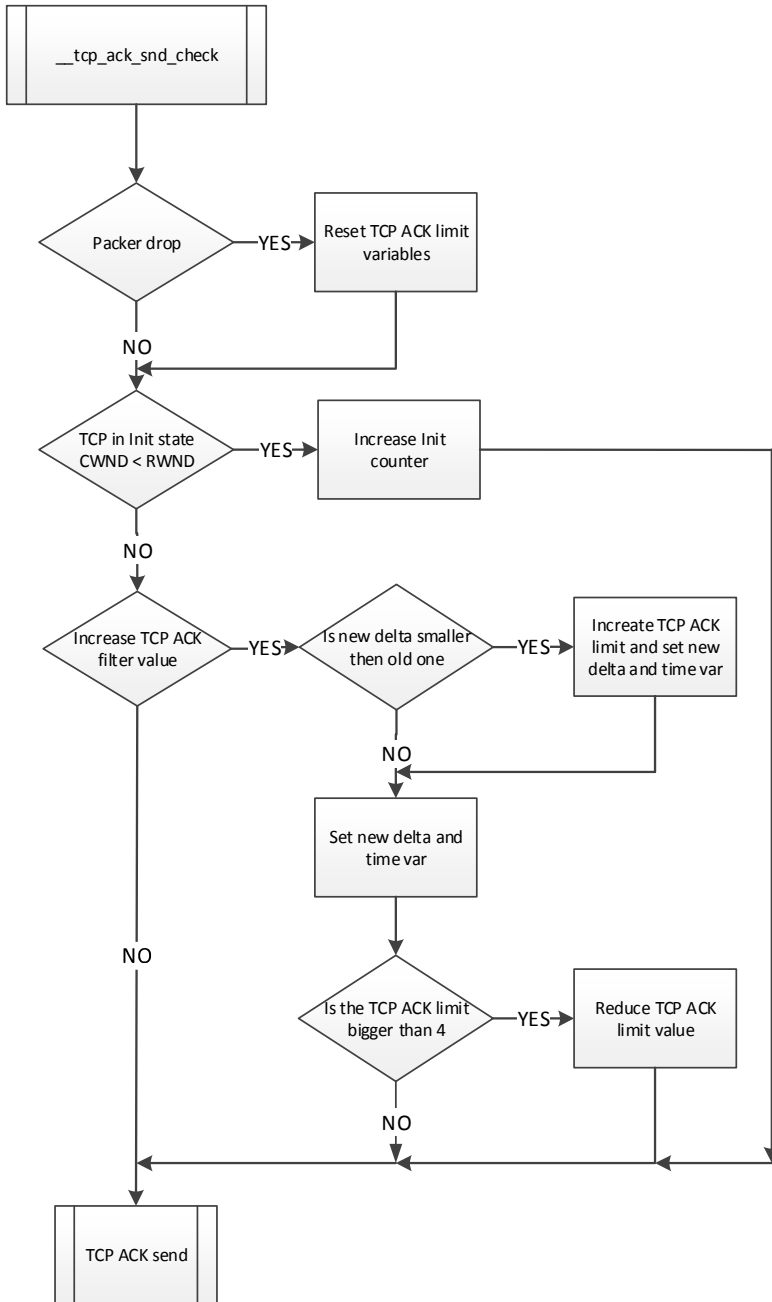 __tcp_ack_snd_check
Packer drop
YES
Reset TCP ACK limit
variables
NO
TCP in Init state
CWND < RWND
YES
Increase Init
counter
NO
Increase TCP ACK
filter value
YES
Is new delta smaller
then old one
YES
Increate TCP ACK
limit and set new
delta and time var
NO
Set new delta and
time var
NO
Is the TCP ACK limit
bigger than 4
YES
Reduce TCP ACK
limit value
NO
TCP ACK send